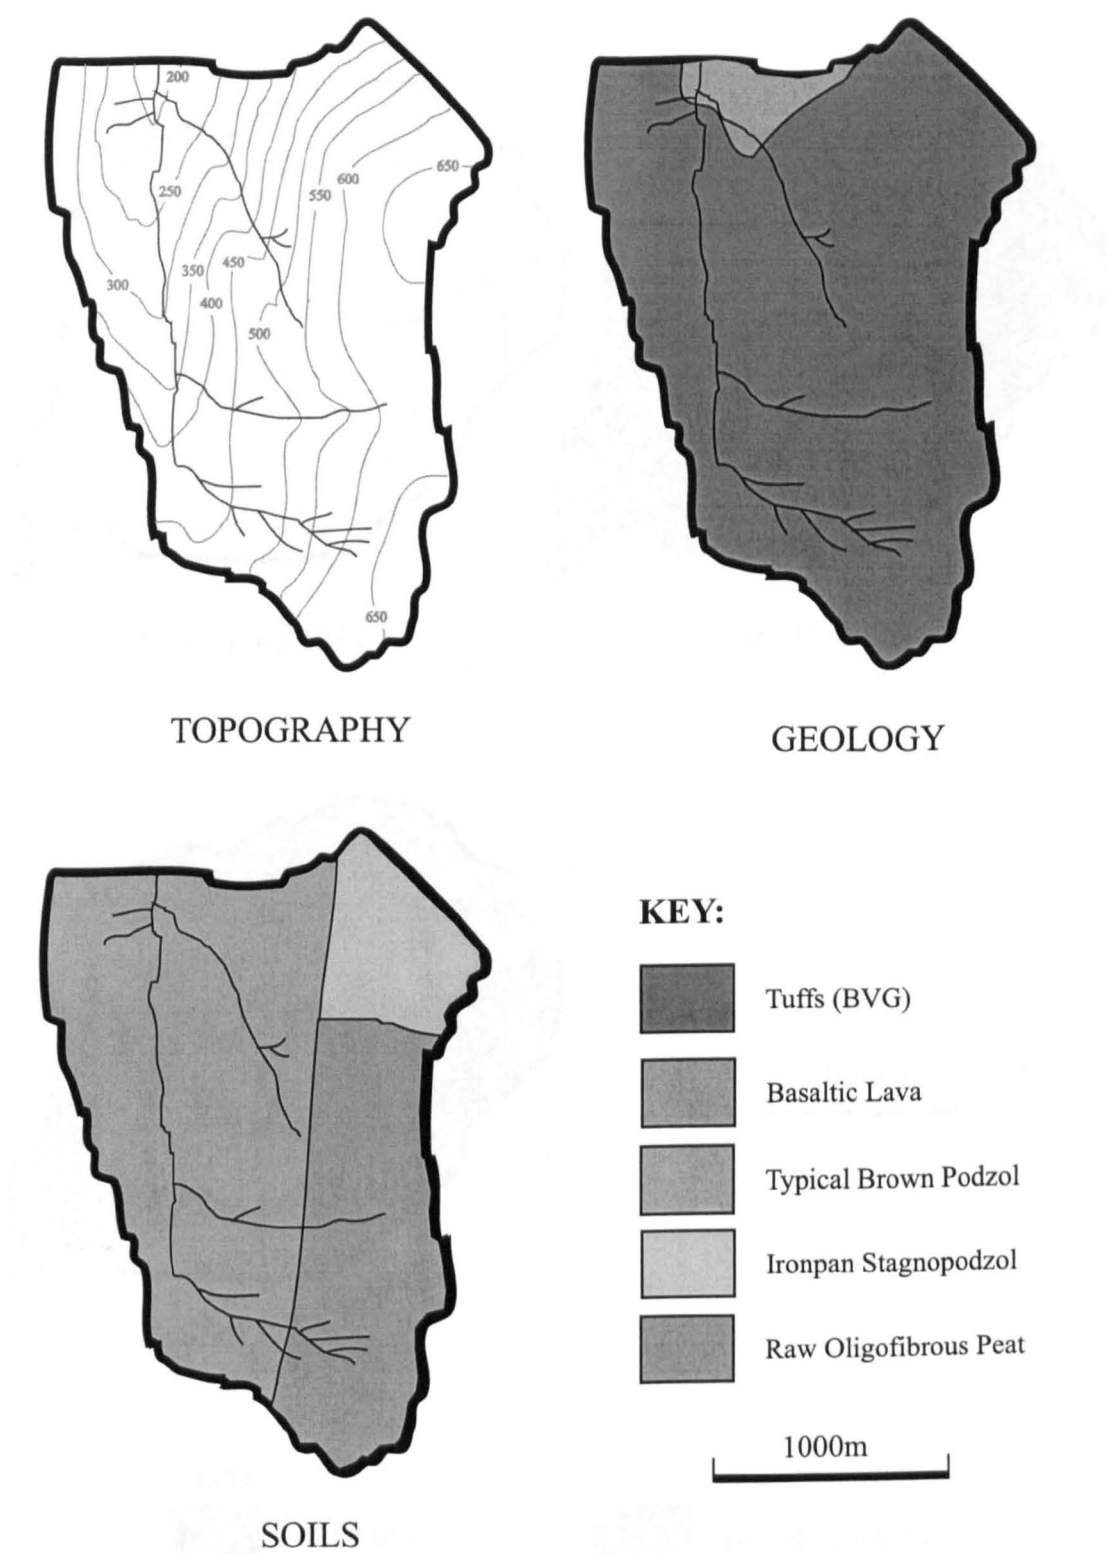 200
650
600
550
250
450
350
300
400
500
650
TOPOGRAPHY
GEOLOGY
KEY:
Tuffs (BVG)
Basaltic Lava
Typical Brown Podzol
Ironpan Stagnopodzol
Raw Oligofibrous Peat
1000m
SOILS